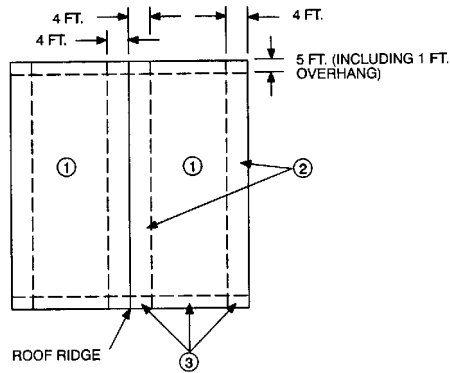 4 FT.
4 FT.
4 FT.
5 FT. (INCLUDING 1 FT.
OVERHANG)
1
1
2
ROOF RIDGE
3